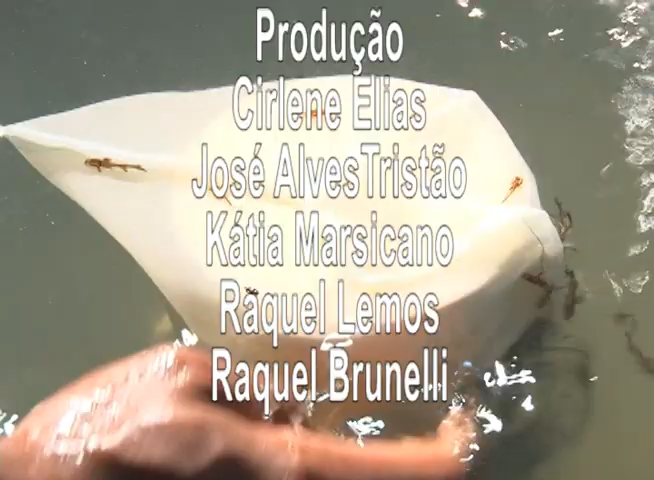 Produção
Cirlene Elias
José AlvesTristão
Kátia Marsicano
Raquel Lemos
Raquel Brunelli